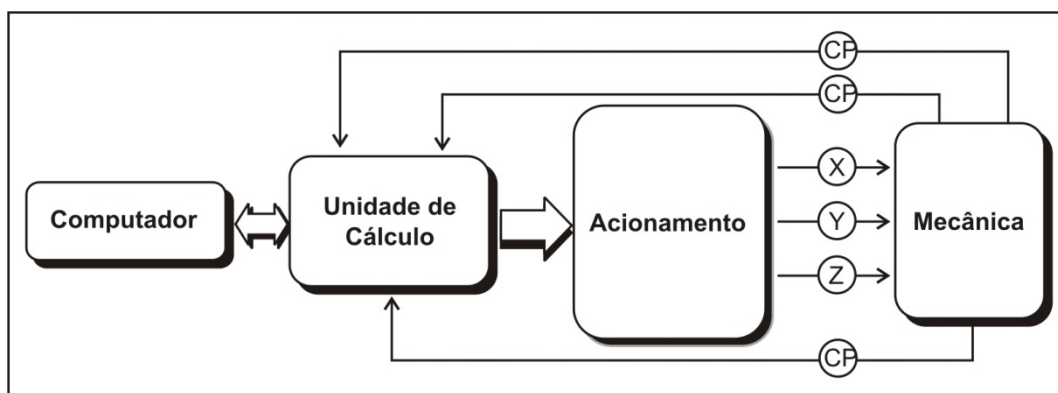 CP
CP
Computador
Unidade de
Cálculo
Acionamento
X
Y
Z
Mecânica
CP